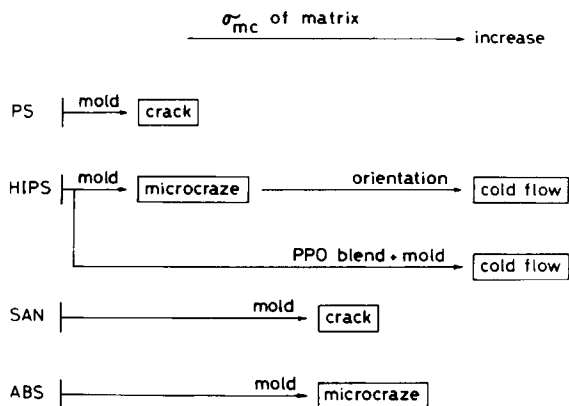 σmc of matrix
increase
PS mold crack
HIPS mold microcraze orientation cold flow
PPO blend + mold cold flow
SAN mold crack
ABS mold microcraze